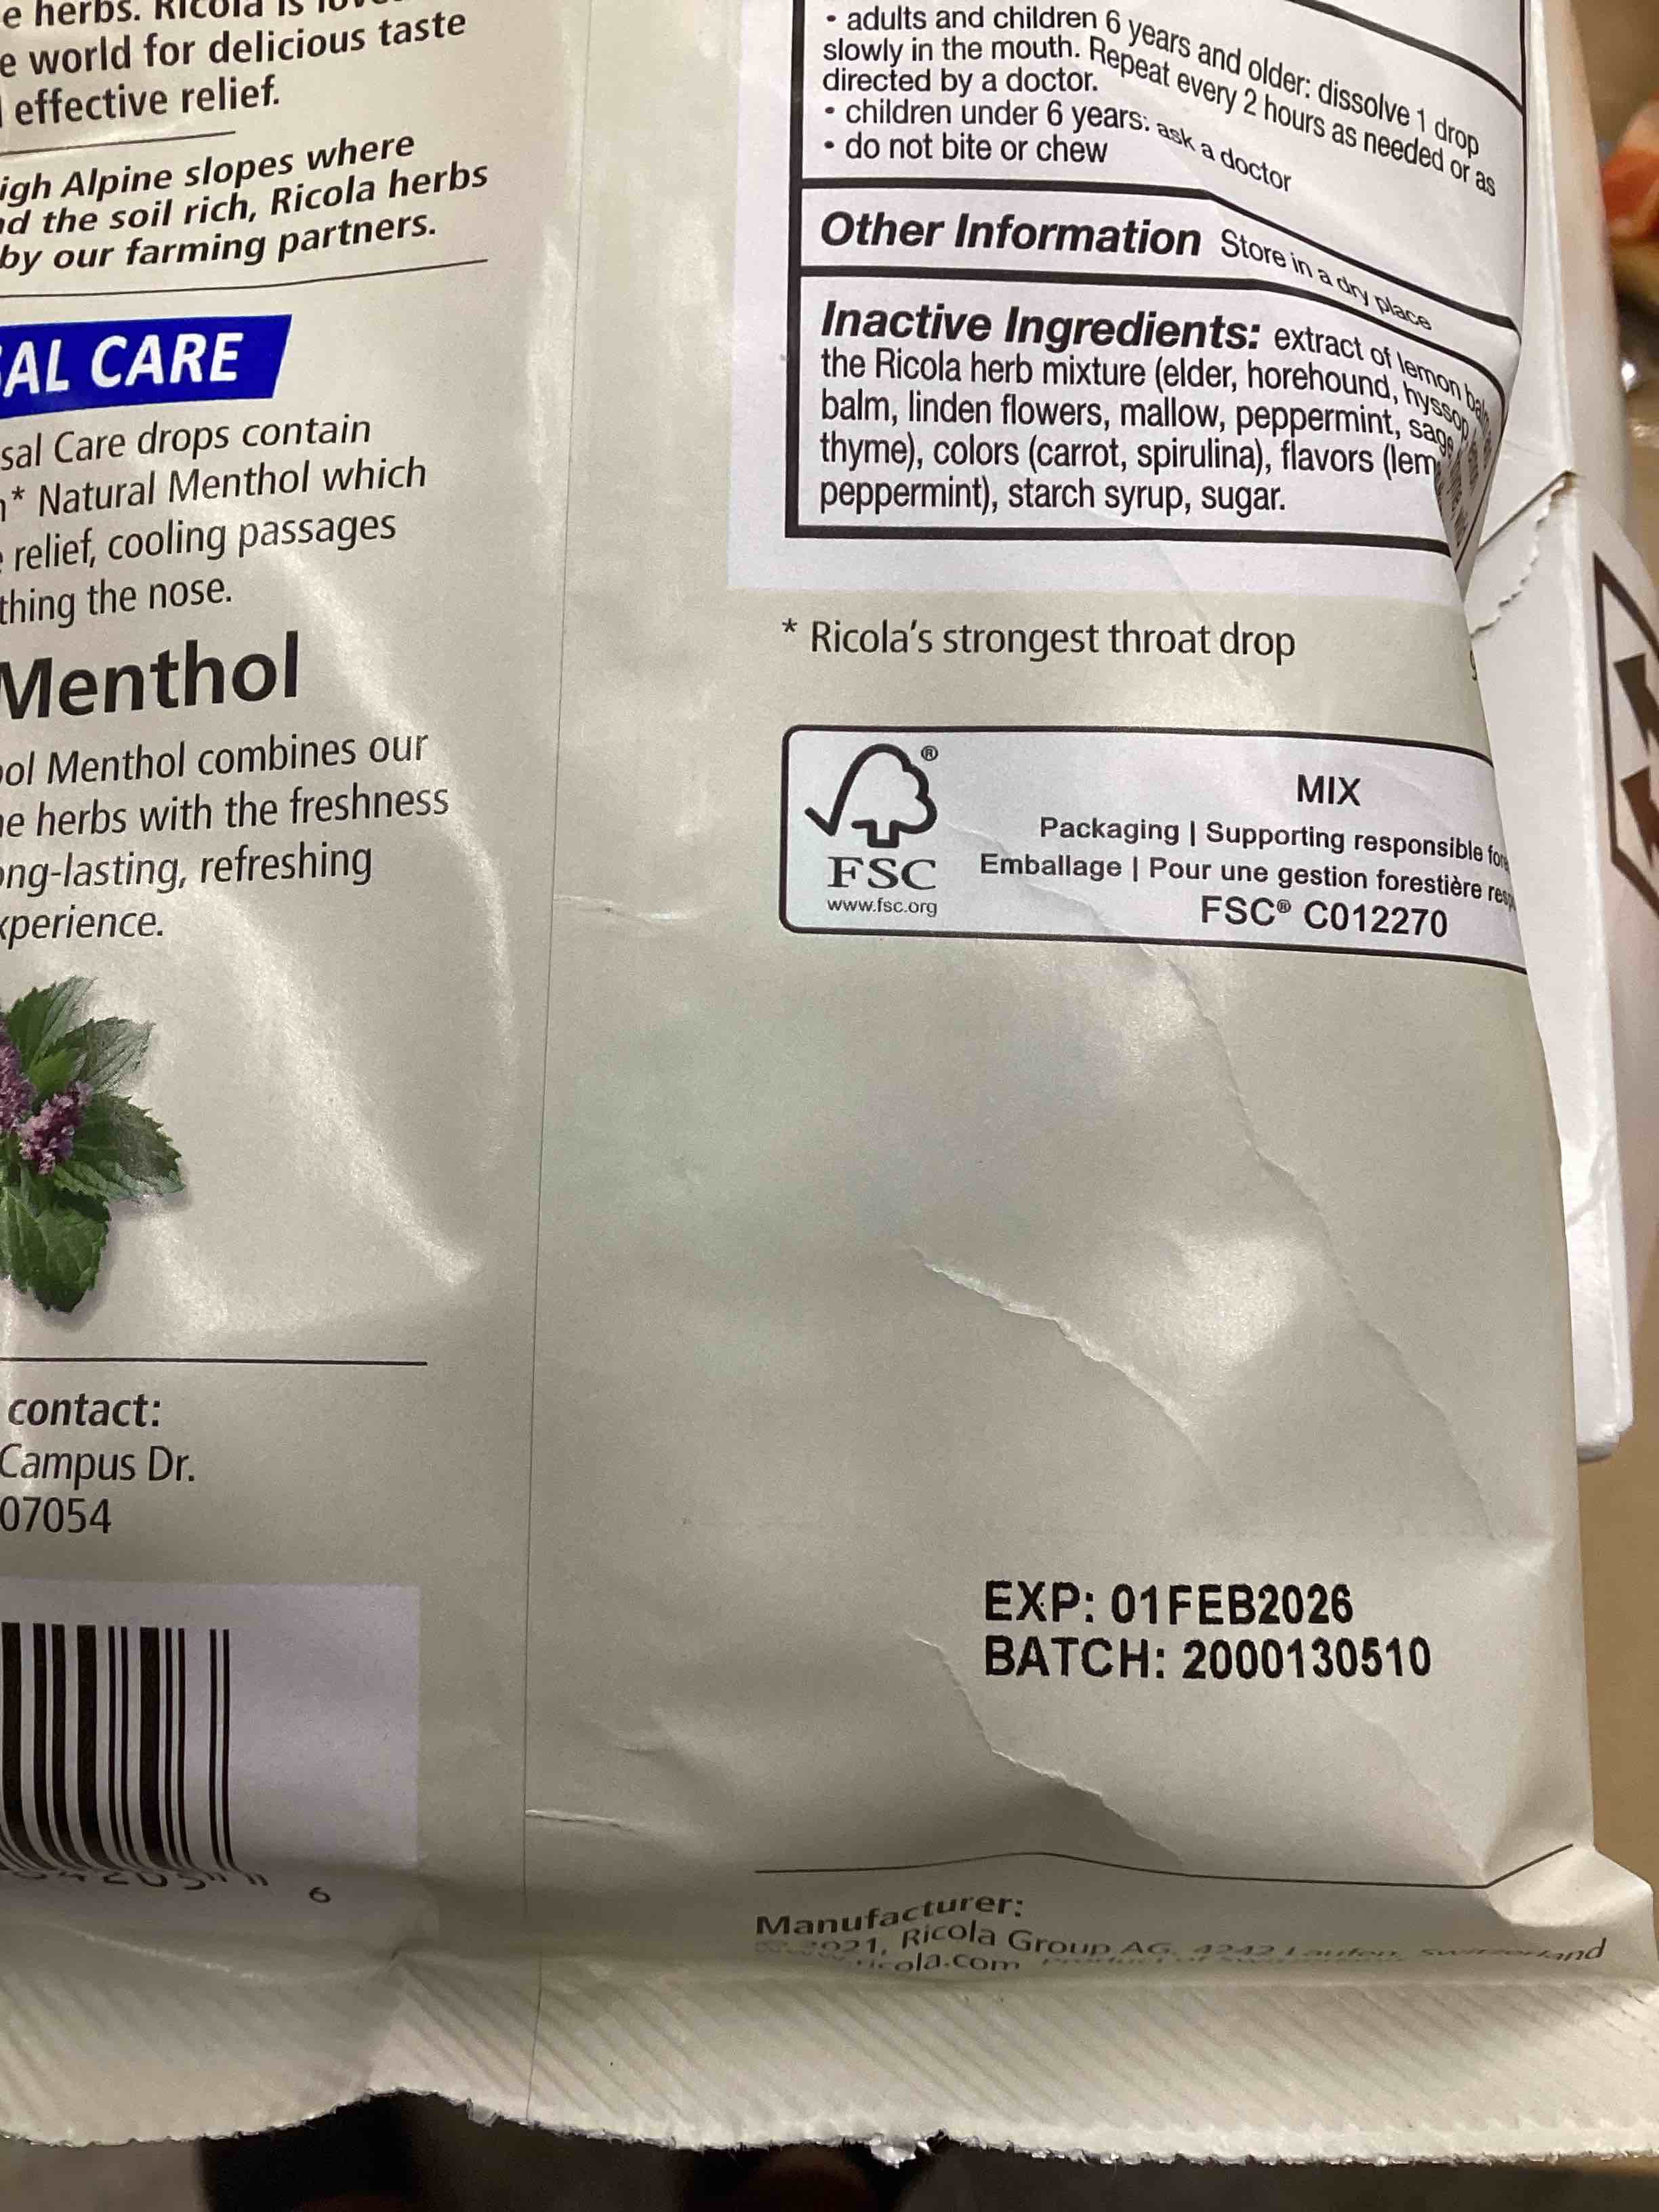 e herbs. Ricola is
e world for delicious taste
effective relief.
igh Alpine slopes where
d the soil rich, Ricola herbs
by our farming partners.
AL CARE
sal Care drops contain
* Natural Menthol which
relief, cooling passages
thing the nose.
Menthol
ol Menthol combines our
e herbs with the freshness
ng-lasting, refreshing
xperience.
contact:
Campus Dr.
07054
6
• adults and children 6 years and older: dissolve 1 drop
slowly in the mouth. Repeat every 2 hours as needed or as
directed by a doctor.
• children under 6 years: ask a doctor
• do not bite or chew
Other Information Store in a dry place
Inactive Ingredients: extract of lemon
the Ricola herb mixture (elder, horehound, hyssop,
balm, linden flowers, mallow, peppermint, sage
thyme), colors (carrot, spirulina), flavors (lem
peppermint), starch syrup, sugar.
* Ricola's strongest throat drop
®
FSC
www.fsc.org
MIX
Packaging | Supporting responsible
Emballage | Pour une gestion forestière
FSC® C012270
EXP: 01FEB2026
BATCH: 2000130510
Manufacturer:
2021, Ricola Group AG, 4242 Laufen, Switzerland
icola.com